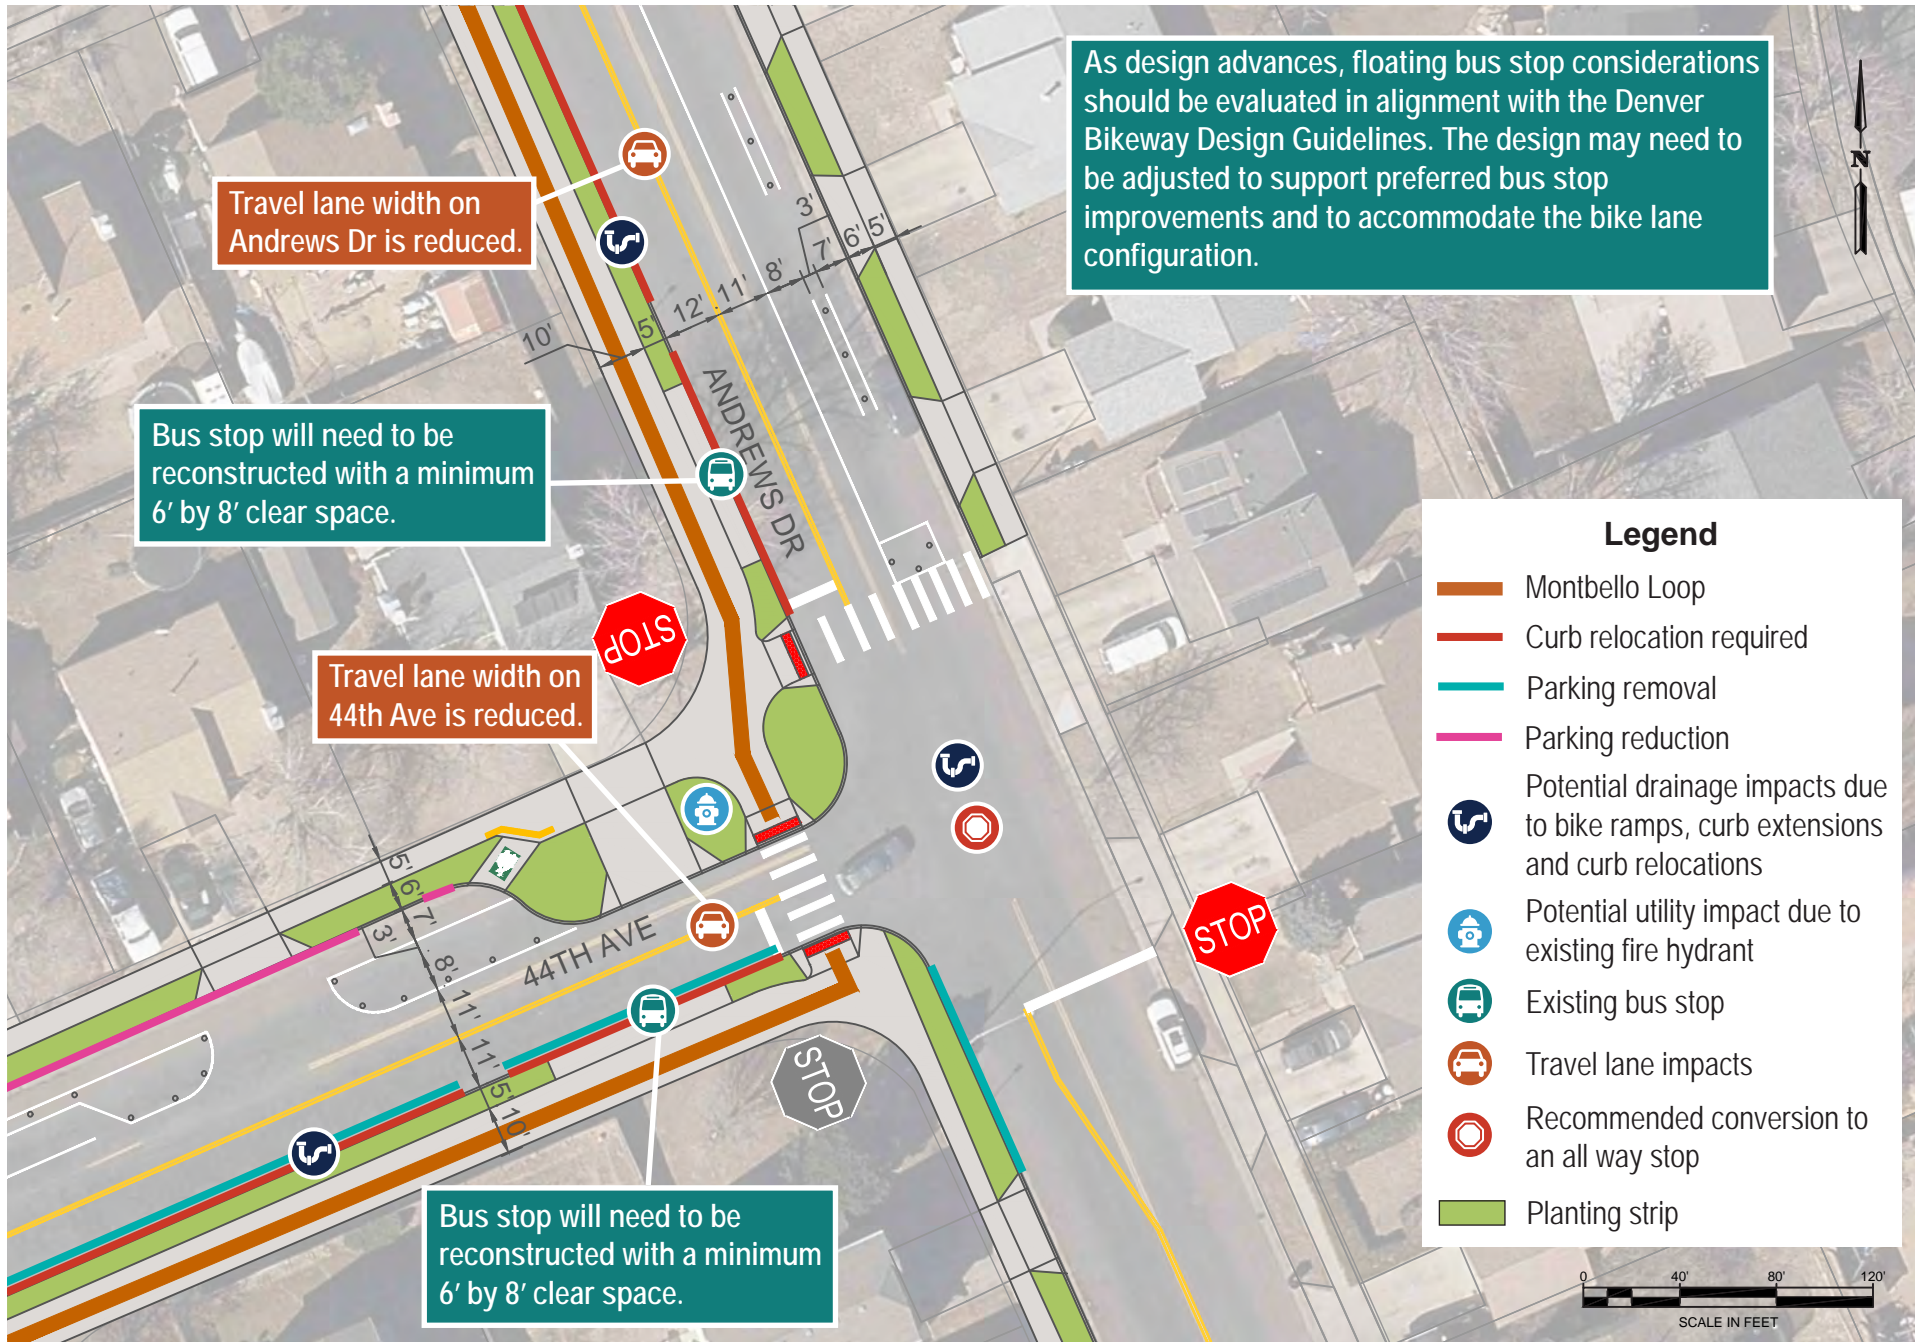 As design advances, floating bus stop considerations
should be evaluated in alignment with the Denver
Bikeway Design Guidelines. The design may need to
be adjusted to support preferred bus stop
improvements and to accommodate the bike lane
configuration.
N
Travel lane width on
Andrews Dr is reduced.
10'
5'
12'
11'
8'
3'
7'
6'
5'
ANDREWS DR
Bus stop will need to be
reconstructed with a minimum
6' by 8' clear space.
STOP
Travel lane width on
44th Ave is reduced.
5'
6'
7'
3'
8'
11'
11'
5'
10'
44TH AVE
STOP
STOP
Bus stop will need to be
reconstructed with a minimum
6' by 8' clear space.
Legend
Montbello Loop
Curb relocation required
Parking removal
Parking reduction
Potential drainage impacts due
to bike ramps, curb extensions
and curb relocations
Potential utility impact due to
existing fire hydrant
Existing bus stop
Travel lane impacts
Recommended conversion to
an all way stop
Planting strip
0 40' 80' 120'
SCALE IN FEET